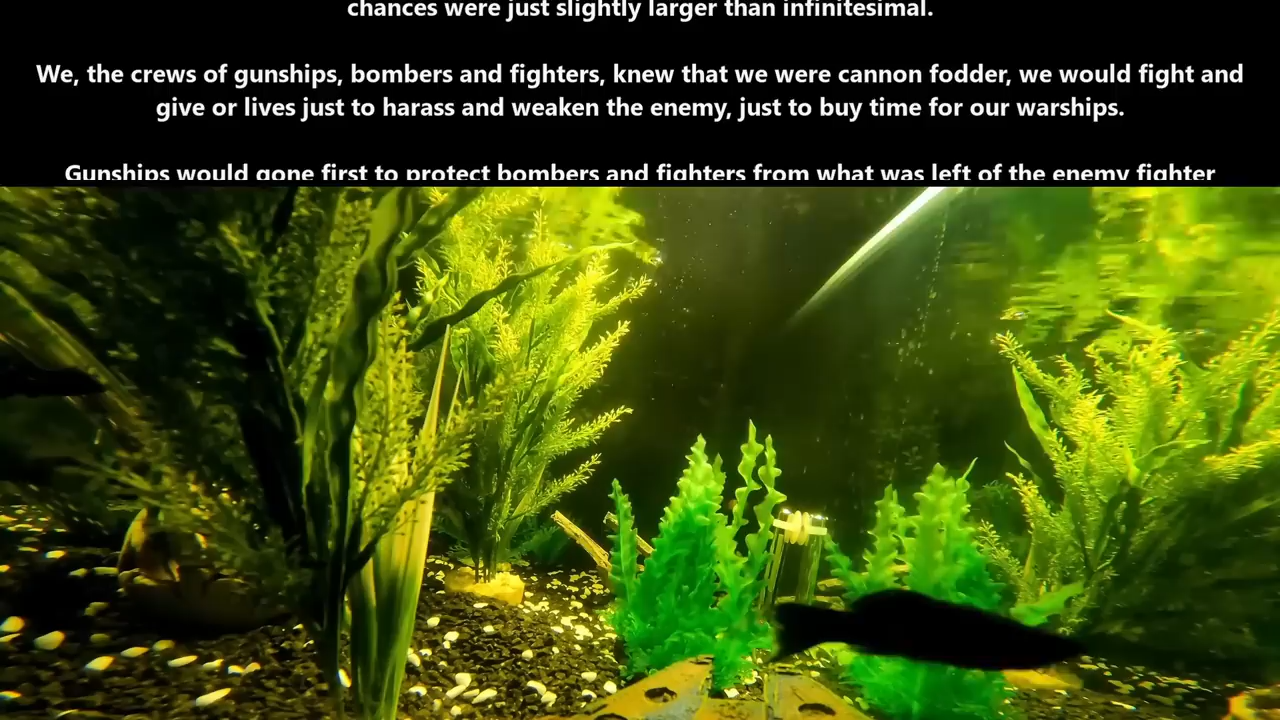 chances were just slightly larger than infinitesimal.
We, the crews of gunships, bombers and fighters, knew that we were cannon fodder, we would fight and
give or lives just to harass and weaken the enemy, just to buy time for our warships.
Gunships would gone first to protect bombers and fighters from what was left of the enemy fighter